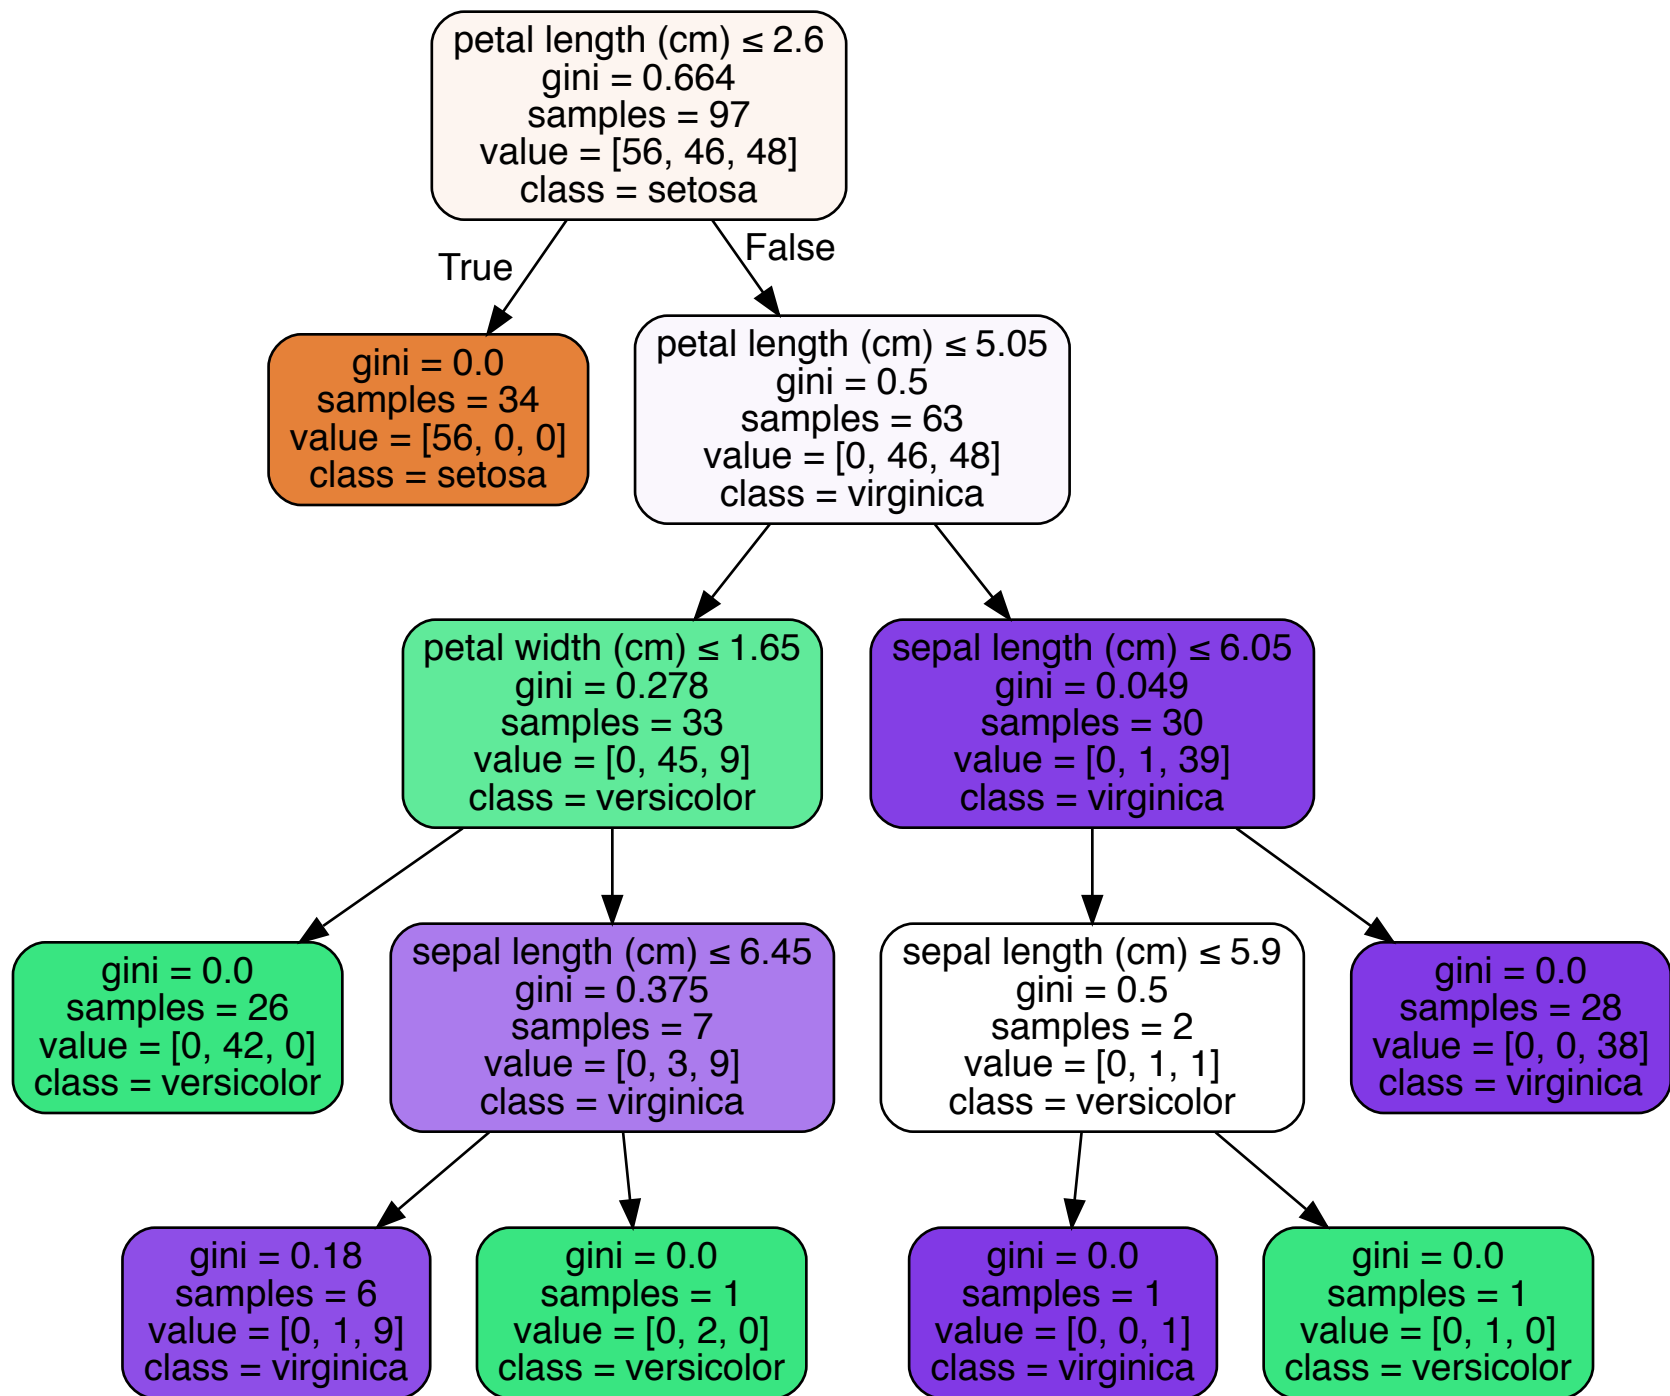 petal length (cm) ≤ 2.6
gini = 0.664
samples = 97
value = [56, 46, 48]
class = setosa
True
False
gini = 0.0
samples = 34
value = [56, 0, 0]
class = setosa
petal length (cm) ≤ 5.05
gini = 0.5
samples = 63
value = [0, 46, 48]
class = virginica
petal width (cm) ≤ 1.65
gini = 0.278
samples = 33
value = [0, 45, 9]
class = versicolor
sepal length (cm) ≤ 6.05
gini = 0.049
samples = 30
value = [0, 1, 39]
class = virginica
gini = 0.0
samples = 26
value = [0, 42, 0]
class = versicolor
sepal length (cm) ≤ 6.45
gini = 0.375
samples = 7
value = [0, 3, 9]
class = virginica
sepal length (cm) ≤ 5.9
gini = 0.5
samples = 2
value = [0, 1, 1]
class = versicolor
gini = 0.0
samples = 28
value = [0, 0, 38]
class = virginica
gini = 0.18
samples = 6
value = [0, 1, 9]
class = virginica
gini = 0.0
samples = 1
value = [0, 2, 0]
class = versicolor
gini = 0.0
samples = 1
value = [0, 0, 1]
class = virginica
gini = 0.0
samples = 1
value = [0, 1, 0]
class = versicolor